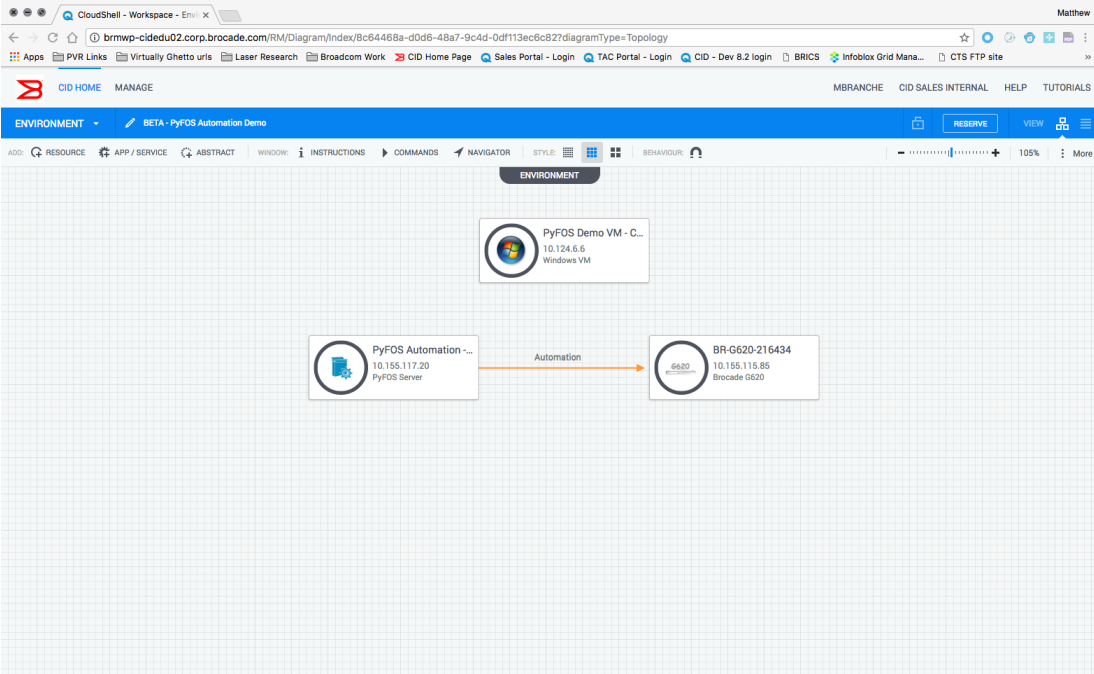 CloudShell - Workspace - Envi
Matthew
brmwp-cidedu02.corp.brocade.com/RM/Diagram/Index/8c64468a-d0d6-48a7-9c4d-0df113ec6c82?diagramType=Topology
Apps PVR Links Virtually Ghetto urls Laser Research Broadcom Work CID Home Page Sales Portal - Login TAC Portal - Login CID - Dev 8.2 login BRICS Infoblox Grid Mana... CTS FTP site »
CID HOME MANAGE MBRANCHE CID SALES INTERNAL HELP TUTORIALS
ENVIRONMENT BETA - PyFOS Automation Demo RESERVE VIEW
ADD: RESOURCE APP / SERVICE ABSTRACT WINDOW: INSTRUCTIONS COMMANDS NAVIGATOR STYLE: BEHAVIOUR: 105% More
ENVIRONMENT
PyFOS Demo VM - C...
10.124.6.6
Windows VM
PyFOS Automation -...
10.155.117.20
PyFOS Server
Automation
G620
BR-G620-216434
10.155.115.85
Brocade G620